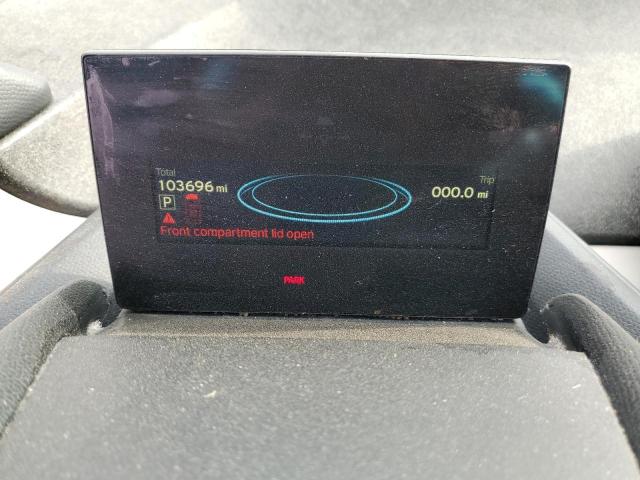 Total
Trip
103696 mi
000.0 mi
P
Front compartment lid open
PARK